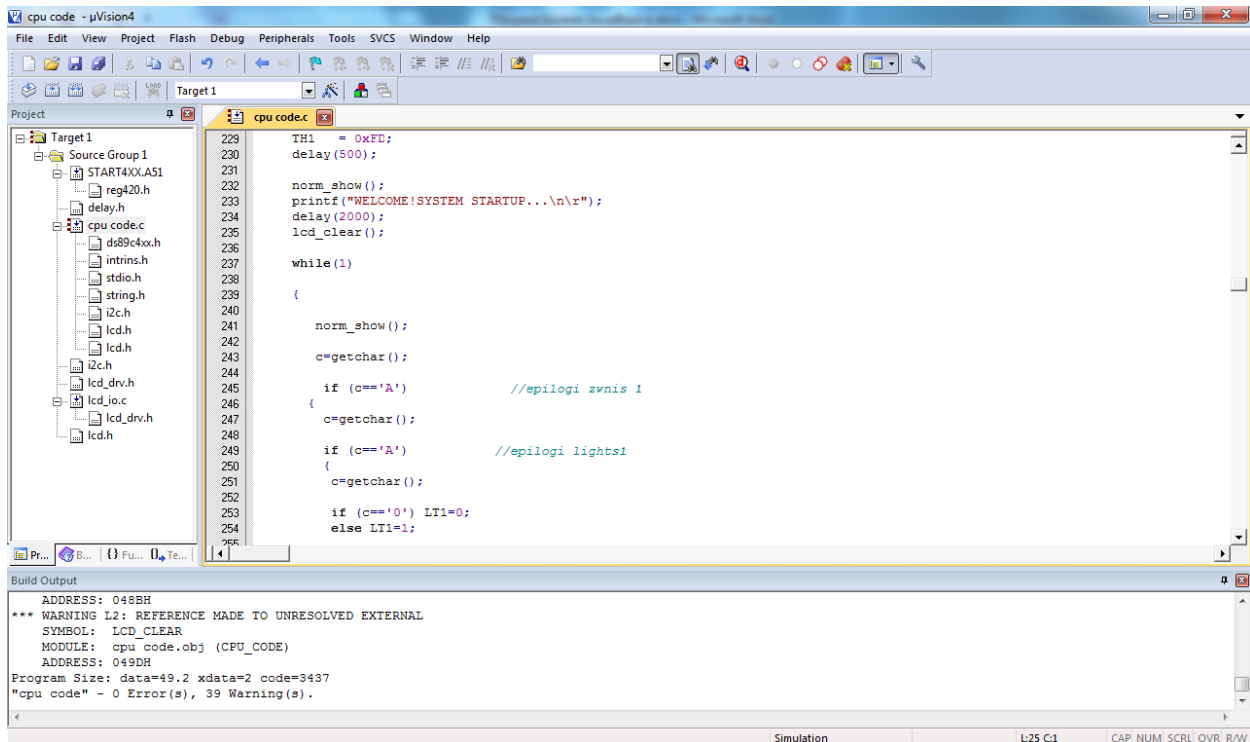 cpu code - µVision4
File Edit View Project Flash Debug Peripherals Tools SVCS Window Help
LOAD
Target 1
Project
Target 1
Source Group 1
START4XX.A51
reg420.h
delay.h
cpu code.c
ds89c4xx.h
intrins.h
stdio.h
string.h
i2c.h
lcd.h
lcd.h
i2c.h
lcd_drv.h
lcd_io.c
lcd_drv.h
lcd.h
Pr... B... {} Fu... 0 Te...
cpu code.c
229 TH1 = 0xFD;
230 delay(500);
231
232 norm_show();
233 printf("WELCOME!SYSTEM STARTUP...\n\r");
234 delay(2000);
235 lcd_clear();
236
237 while(1)
238
239 {
240
241 norm_show();
242
243 c=getchar();
244
245 if (c=='A') //epilogi zwnis 1
246 {
247 c=getchar();
248
249 if (c=='A') //epilogi lights1
250 {
251 c=getchar();
252
253 if (c=='0') LT1=0;
254 else LT1=1;
255
Build Output
ADDRESS: 048BH
*** WARNING L2: REFERENCE MADE TO UNRESOLVED EXTERNAL
SYMBOL: LCD_CLEAR
MODULE: cpu code.obj (CPU_CODE)
ADDRESS: 049DH
Program Size: data=49.2 xdata=2 code=3437
"cpu code" - 0 Error(s), 39 Warning(s).
Simulation L:25 C:1 CAP NUM SCRL OVR R/W